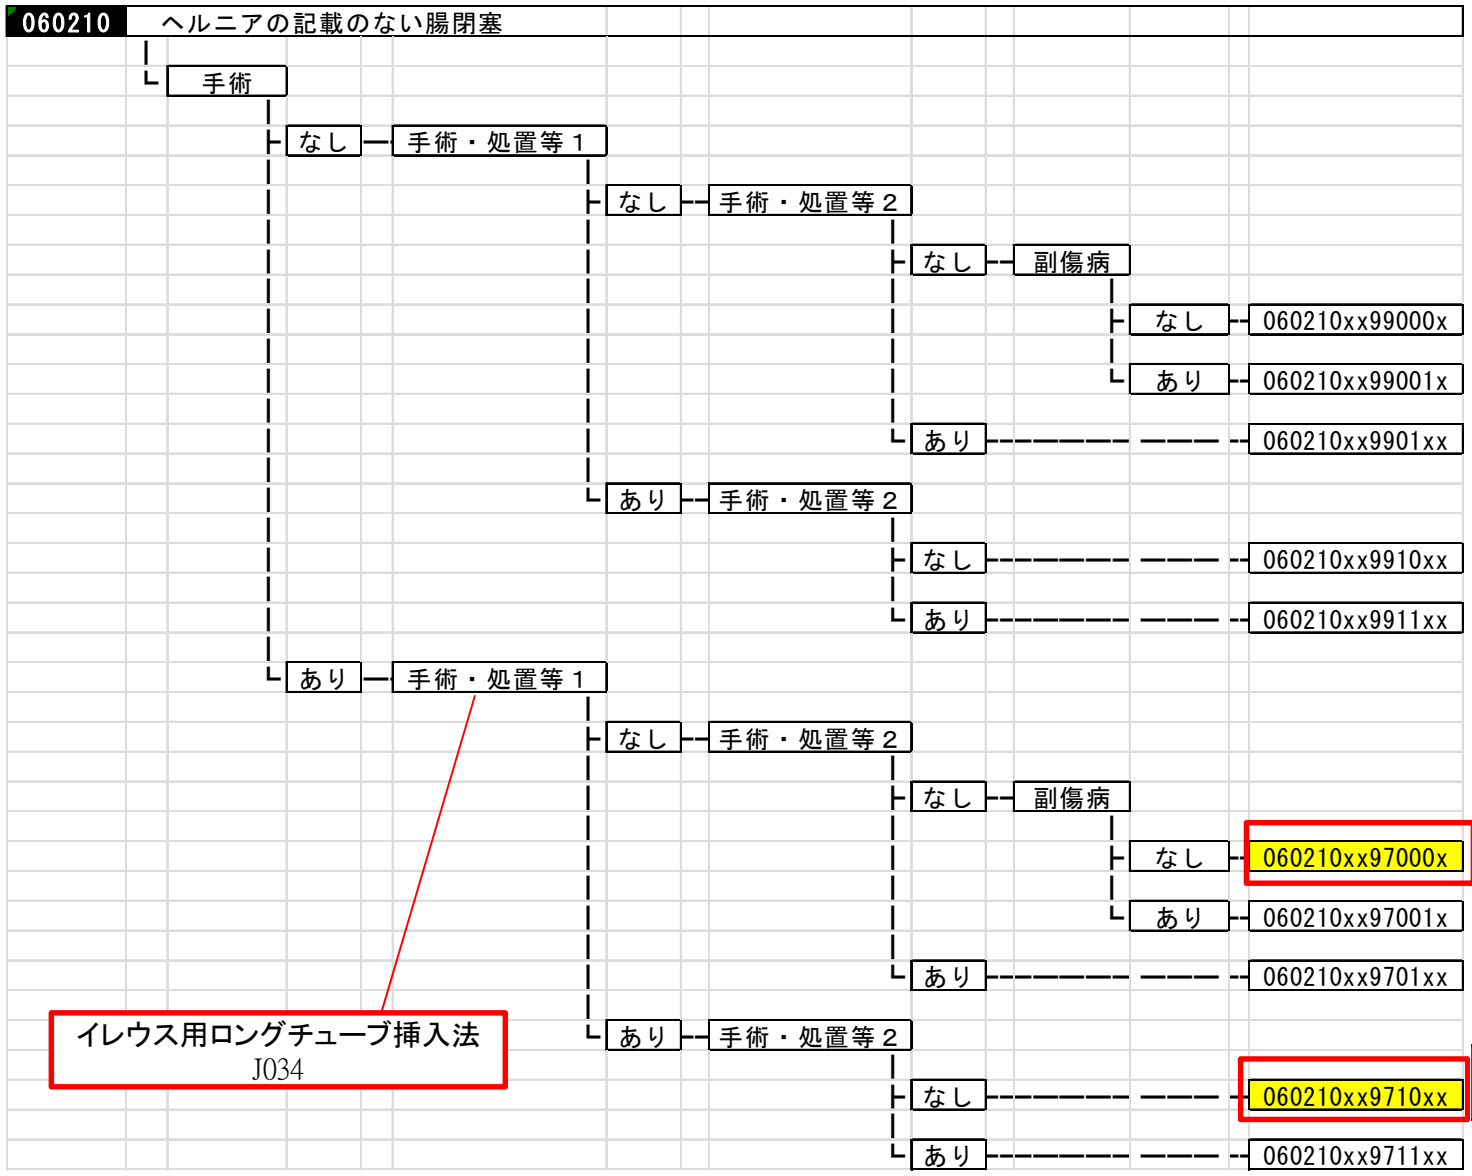 060210 ヘルニアの記載のない腸閉塞
手術
なし 手術・処置等1
なし 手術・処置等2
なし 副傷病
なし 060210xx99000x
あり 060210xx99001x
あり 060210xx9901xx
あり 手術・処置等2
なし 060210xx9910xx
あり 060210xx9911xx
あり 手術・処置等1
なし 手術・処置等2
なし 副傷病
なし 060210xx97000x
あり 060210xx97001x
あり 060210xx9701xx
イレウス用ロングチューブ挿入法
J034
あり 手術・処置等2
なし 060210xx9710xx
あり 060210xx9711xx